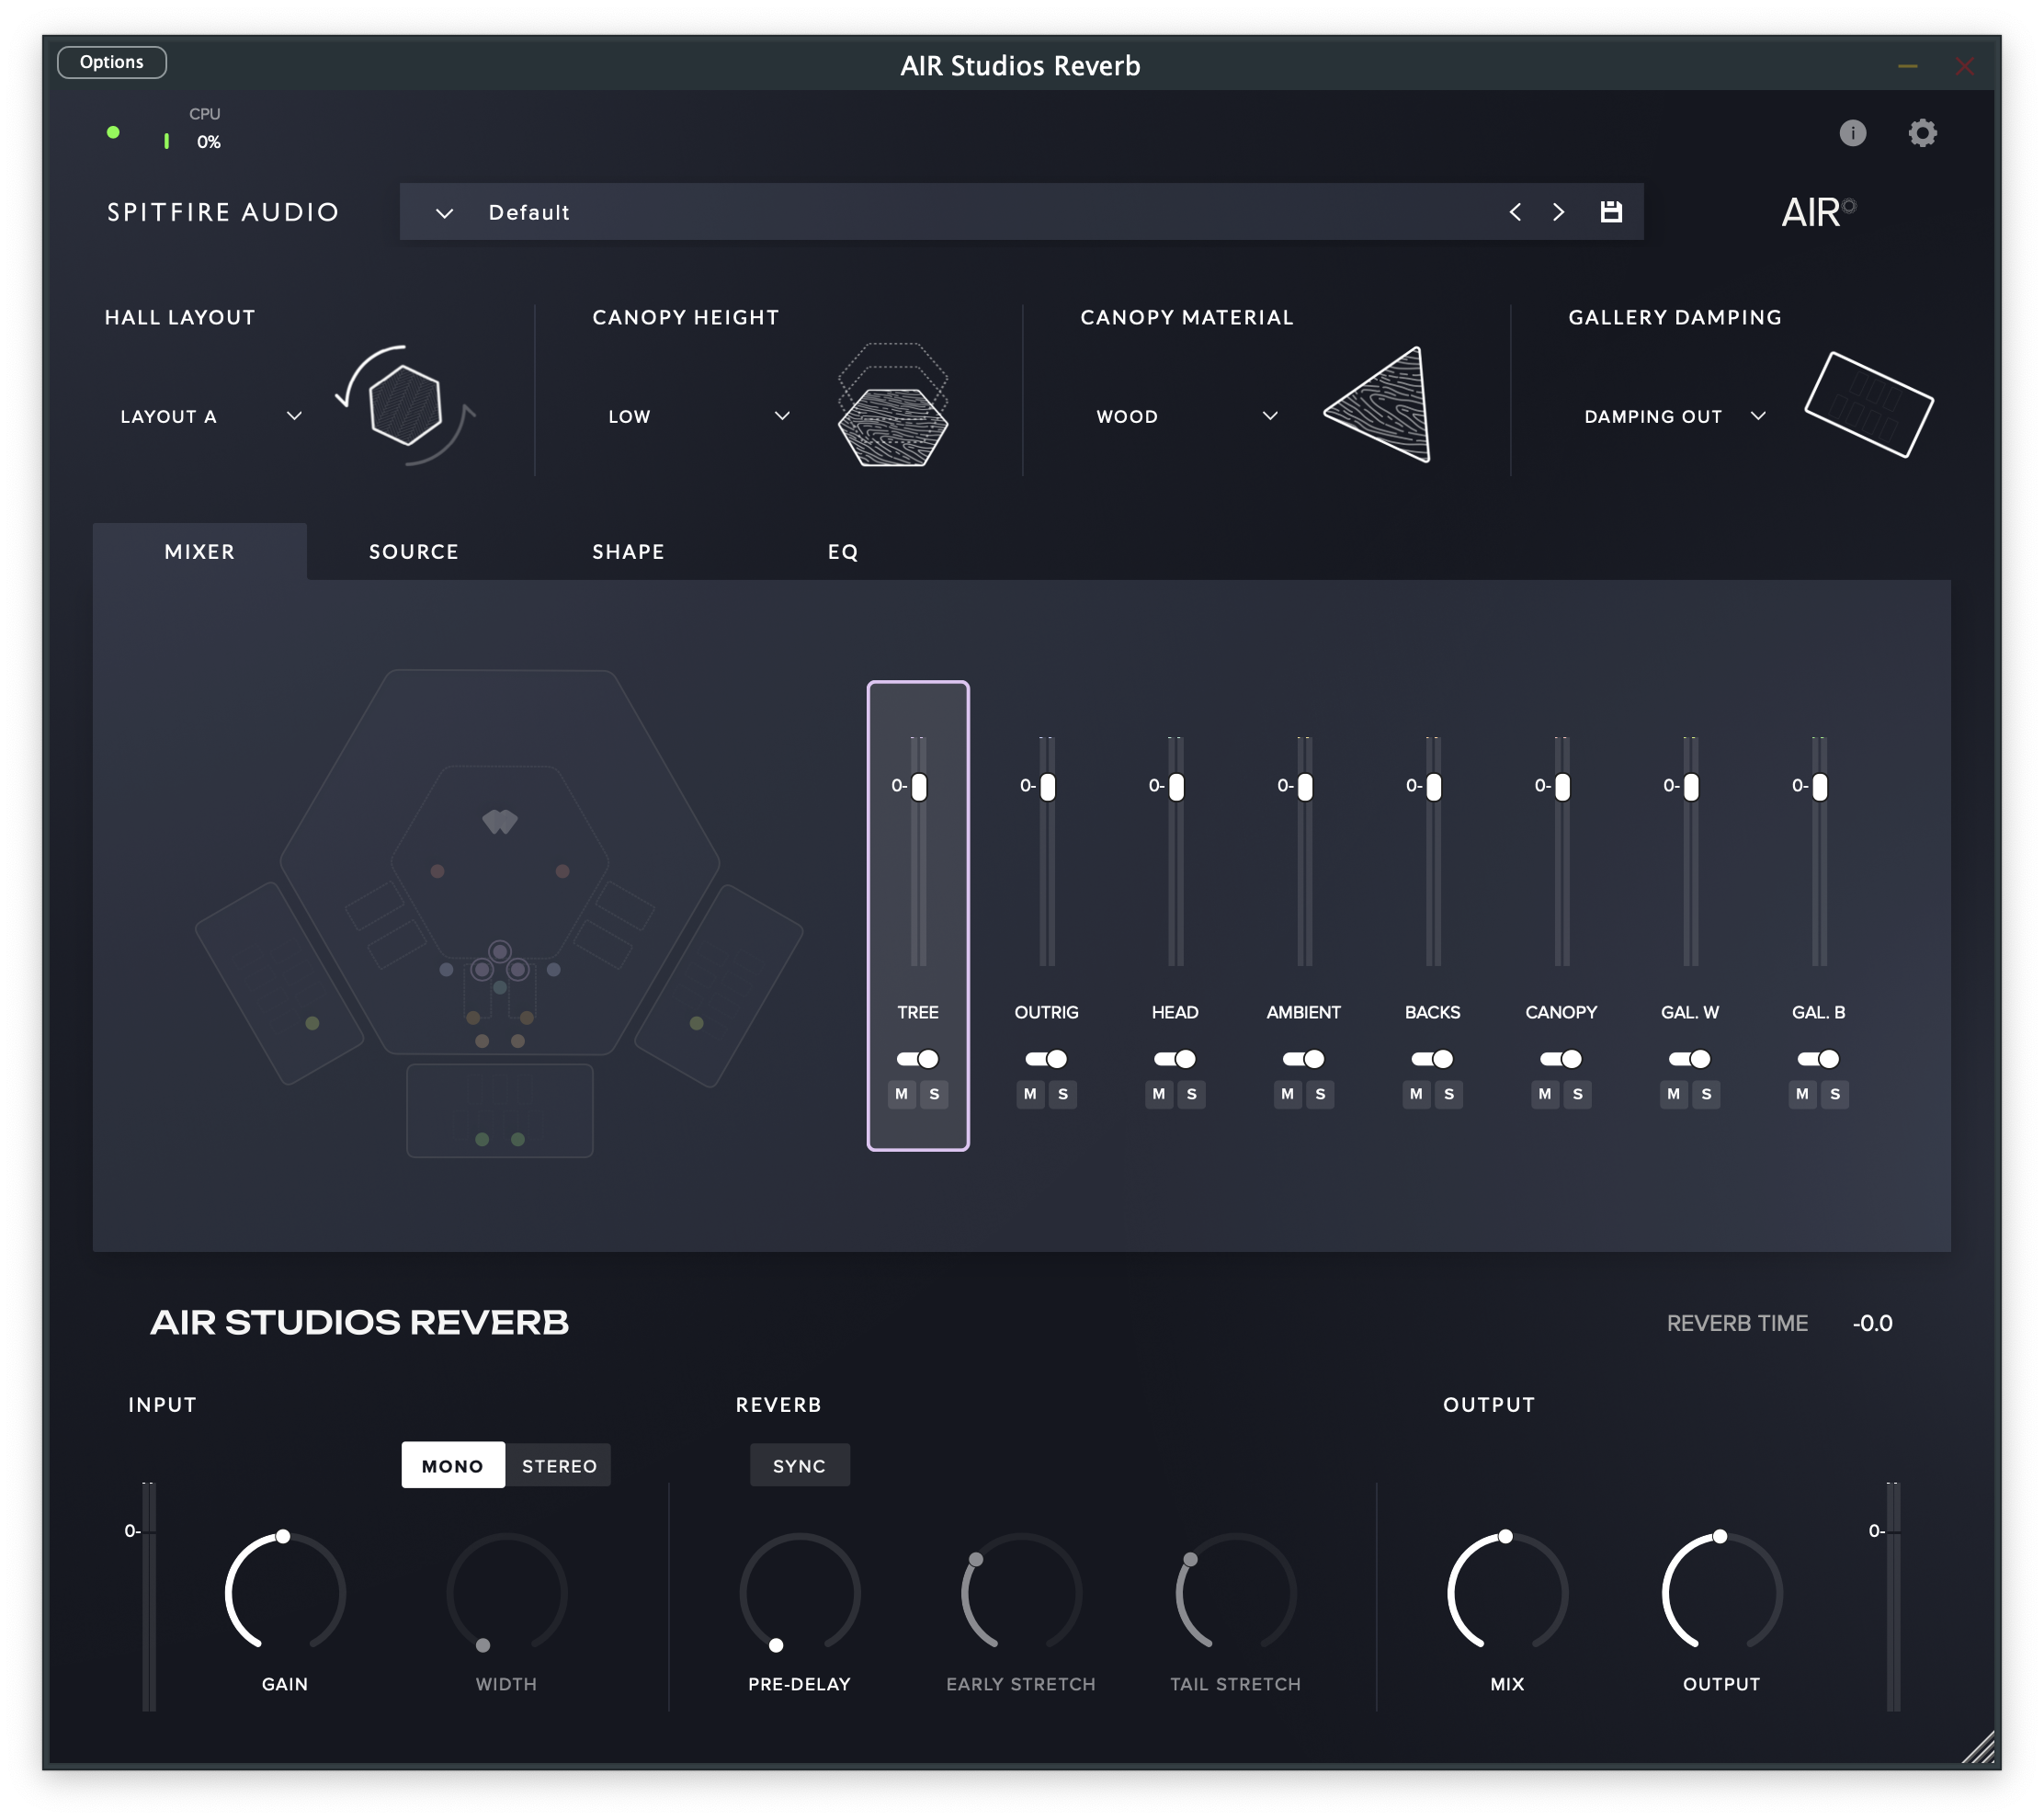 Options
AIR Studios Reverb
CPU
0%
i
SPITFIRE AUDIO
Default
AIR
HALL LAYOUT
CANOPY HEIGHT
CANOPY MATERIAL
GALLERY DAMPING
LAYOUT A
LOW
WOOD
DAMPING OUT
MIXER
SOURCE
SHAPE
EQ
0- 0- 0- 0- 0- 0- 0- 0-
TREE OUTRIG HEAD AMBIENT BACKS CANOPY GAL. W GAL. B
M S M S M S M S M S M S M S M S
AIR STUDIOS REVERB
REVERB TIME -0.0
INPUT
REVERB
OUTPUT
MONO STEREO
SYNC
0-
0-
GAIN
WIDTH
PRE-DELAY
EARLY STRETCH
TAIL STRETCH
MIX
OUTPUT